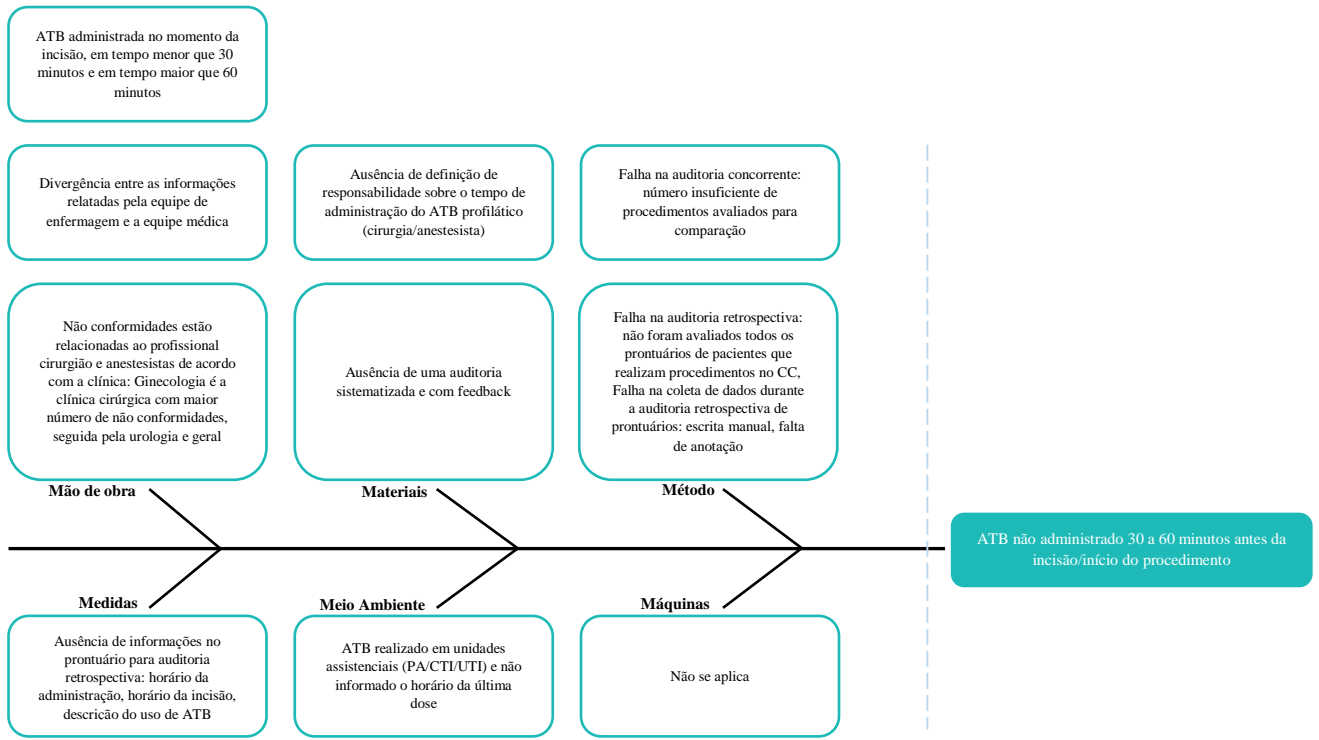 ATB administrada no momento da
incisão, em tempo menor que 30
minutos e em tempo maior que 60
minutos
Divergência entre as informações
relatadas pela equipe de
enfermagem e a equipe médica
Ausência de definição de
responsabilidade sobre o tempo de
administração do ATB profilático
(cirurgia/anestesista)
Falha na auditoria concorrente:
número insuficiente de
procedimentos avaliados para
comparação
Não conformidades estão
relacionadas ao profissional
cirurgião e anestesistas de acordo
com a clínica: Ginecologia é a
clínica cirúrgica com maior
número de não conformidades,
seguida pela urologia e geral
Ausência de uma auditoria
sistematizada e com feedback
Falha na auditoria retrospectiva:
não foram avaliados todos os
prontuários de pacientes que
realizam procedimentos no CC,
Falha na coleta de dados durante
a auditoria retrospectiva de
prontuários: escrita manual, falta
de anotação
Mão de obra
Materiais
Método
ATB não administrado 30 a 60 minutos antes da
incisão/início do procedimento
Medidas
Meio Ambiente
Máquinas
Ausência de informações no
prontuário para auditoria
retrospectiva: horário da
administração, horário da incisão,
descrição do uso de ATB
ATB realizado em unidades
assistenciais (PA/CTI/UTI) e não
informado o horário da última
dose
Não se aplica